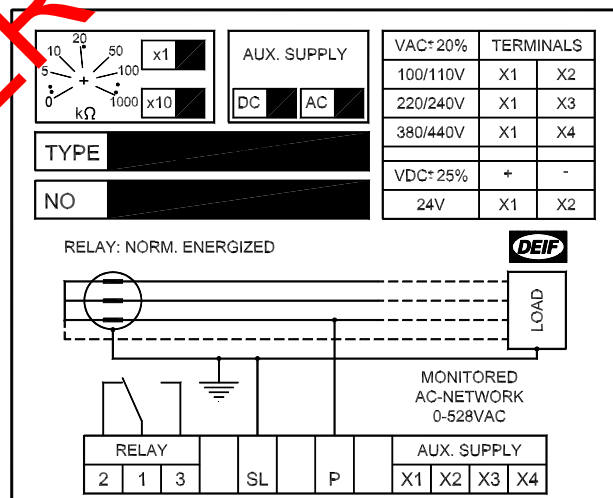 K
10 20 50
5 100
0 1000
kΩ
x1
x10
AUX. SUPPLY
DC AC
TYPE
NO
VAC±20% TERMINALS
100/110V X1 X2
220/240V X1 X3
380/440V X1 X4
VDC±25% + -
24V X1 X2
RELAY: NORM. ENERGIZED
DEIF
LOAD
MONITORED
AC-NETWORK
0-528VAC
RELAY AUX. SUPPLY
2 1 3 SL P X1 X2 X3 X4